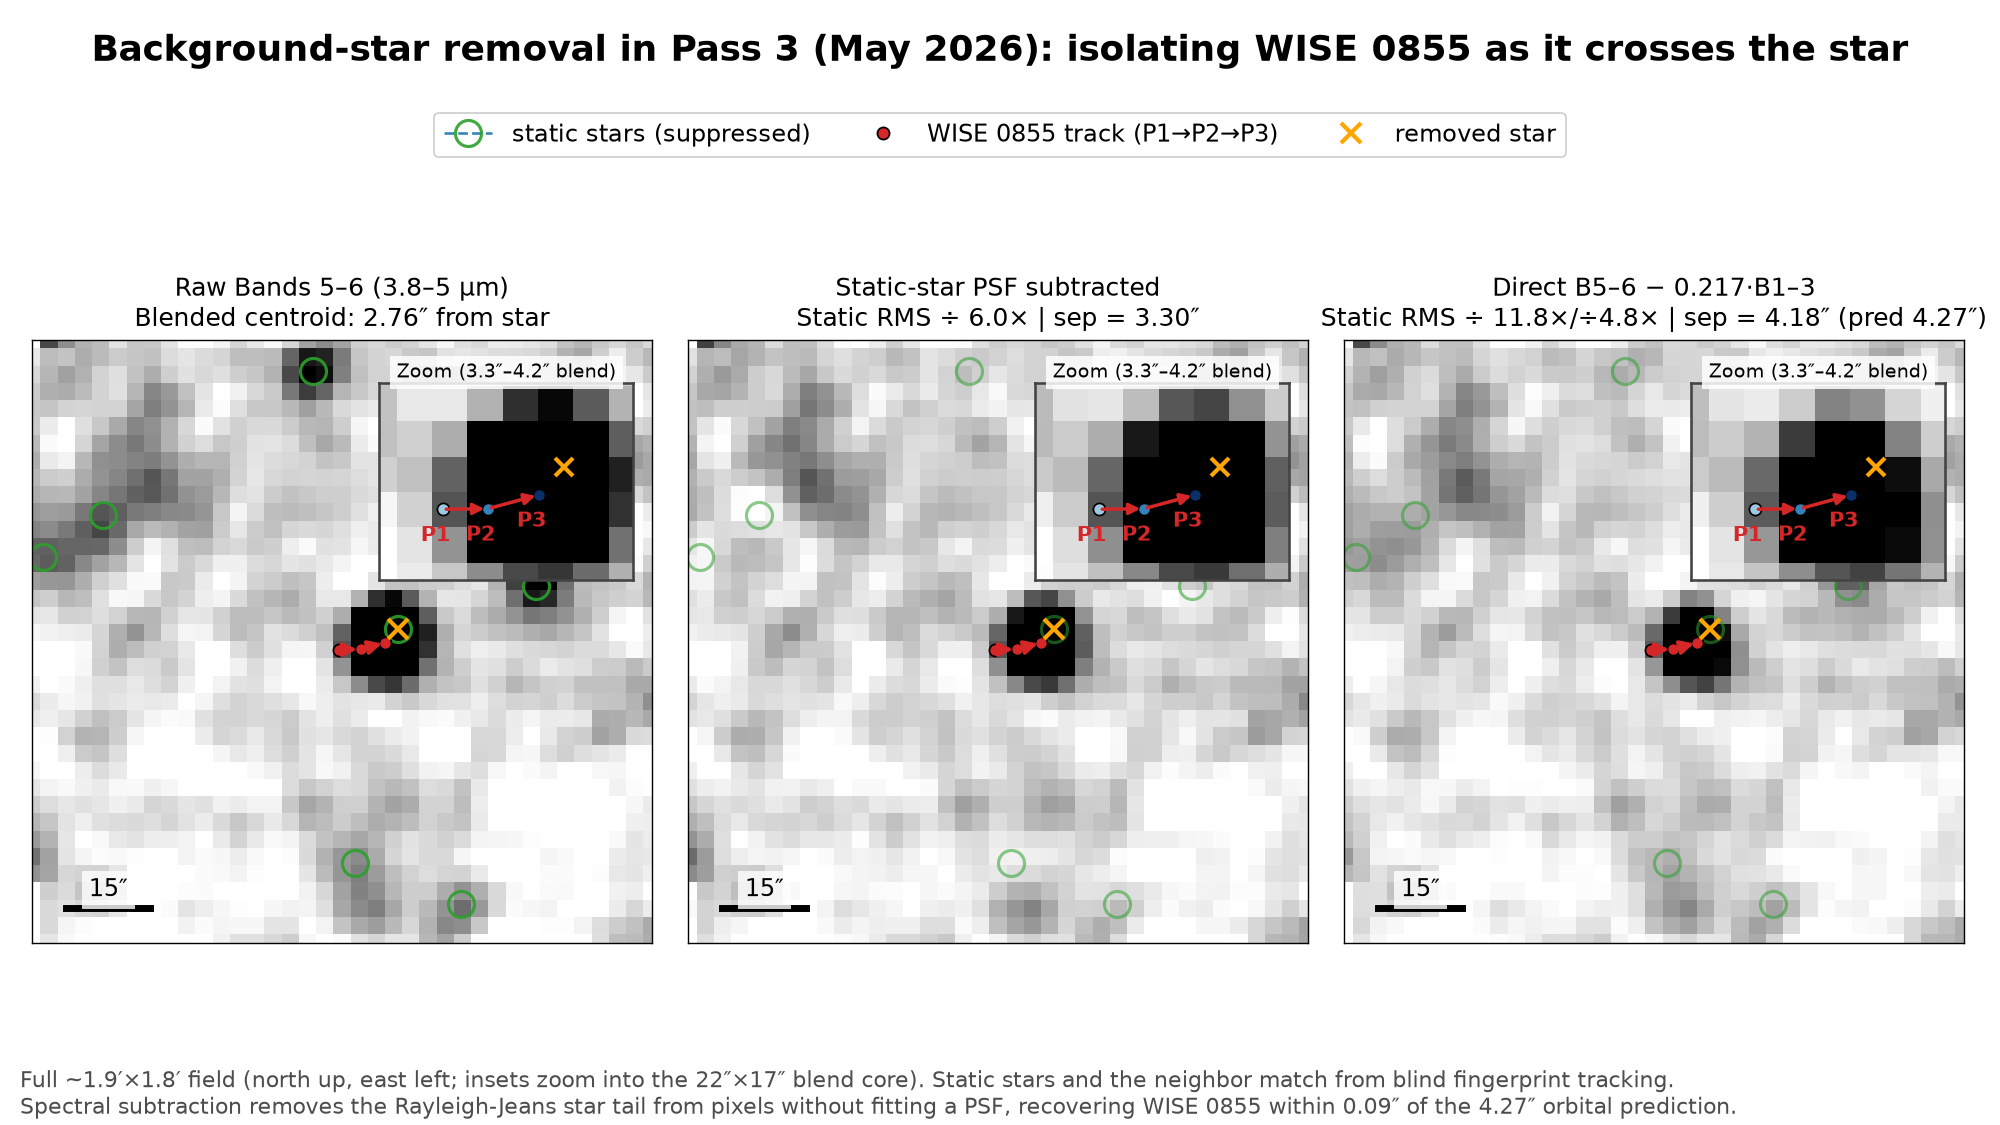 Background-star removal in Pass 3 (May 2026): isolating WISE 0855 as it crosses the star
static stars (suppressed)
WISE 0855 track (P1→P2→P3)
removed star
Raw Bands 5–6 (3.8–5 µm)
Blended centroid: 2.76″ from star
Zoom (3.3″–4.2″ blend)
P1
P2
P3
15″
Static-star PSF subtracted
Static RMS ÷ 6.0× | sep = 3.30″
Zoom (3.3″–4.2″ blend)
P1
P2
P3
15″
Direct B5–6 − 0.217·B1–3
Static RMS ÷ 11.8×/÷4.8× | sep = 4.18″ (pred 4.27″)
Zoom (3.3″–4.2″ blend)
P1
P2
P3
15″
Full ~1.9′×1.8′ field (north up, east left; insets zoom into the 22″×17″ blend core). Static stars and the neighbor match from blind fingerprint tracking.
Spectral subtraction removes the Rayleigh-Jeans star tail from pixels without fitting a PSF, recovering WISE 0855 within 0.09″ of the 4.27″ orbital prediction.